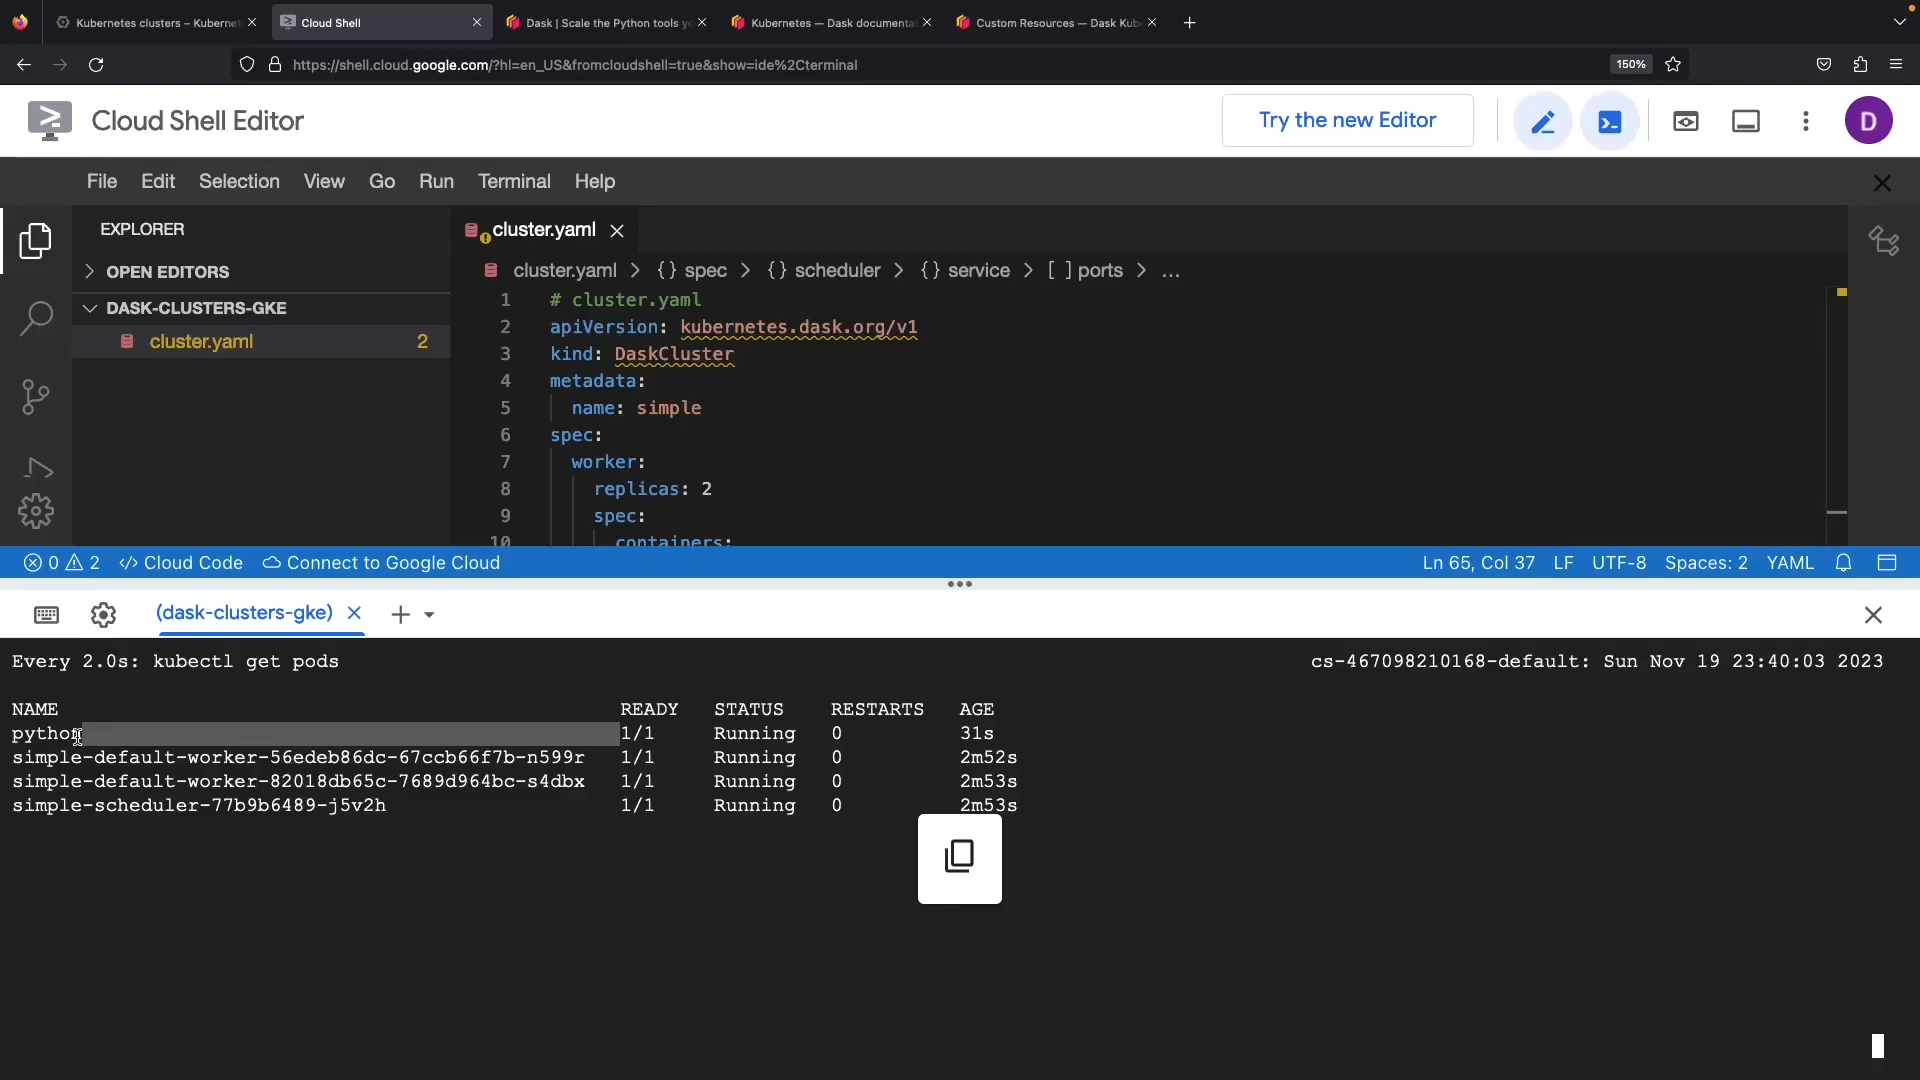 Kubernetes clusters – Kubernet
Cloud Shell
Dask | Scale the Python tools yo
Kubernetes — Dask documenta
Custom Resources — Dask Kub
https://shell.cloud.google.com/?hl=en_US&fromcloudshell=true&show=ide%2Cterminal
150%
Cloud Shell Editor
Try the new Editor
D
File Edit Selection View Go Run Terminal Help
EXPLORER
OPEN EDITORS
DASK-CLUSTERS-GKE
cluster.yaml 2
cluster.yaml
cluster.yaml > {} spec > {} scheduler > {} service > [ ] ports > ...
1 # cluster.yaml
2 apiVersion: kubernetes.dask.org/v1
3 kind: DaskCluster
4 metadata:
5 name: simple
6 spec:
7 worker:
8 replicas: 2
9 spec:
10 containers:
0 2 </> Cloud Code Connect to Google Cloud Ln 65, Col 37 LF UTF-8 Spaces: 2 YAML
(dask-clusters-gke)
Every 2.0s: kubectl get pods cs-467098210168-default: Sun Nov 19 23:40:03 2023
NAME READY STATUS RESTARTS AGE
python 1/1 Running 0 31s
simple-default-worker-56edeb86dc-67ccb66f7b-n599r 1/1 Running 0 2m52s
simple-default-worker-82018db65c-7689d964bc-s4dbx 1/1 Running 0 2m53s
simple-scheduler-77b9b6489-j5v2h 1/1 Running 0 2m53s